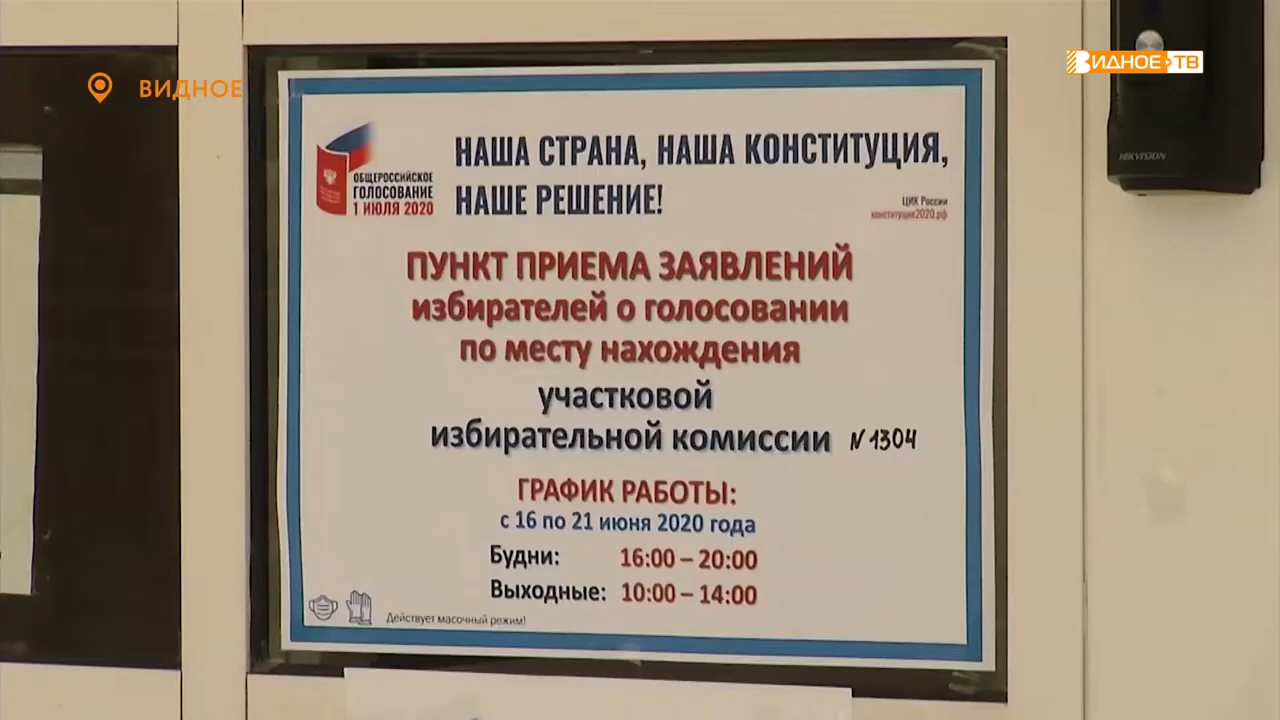 ВИДНОЕ
ВИДНОЕ ТВ
HIKVISION
ОБЩЕРОССИЙСКОЕ
ГОЛОСОВАНИЕ
1 ИЮЛЯ 2020
НАША СТРАНА, НАША КОНСТИТУЦИЯ,
НАШЕ РЕШЕНИЕ!
ЦИК России
конституция2020.рф
ПУНКТ ПРИЕМА ЗАЯВЛЕНИЙ
избирателей о голосовании
по месту нахождения
участковой
избирательной комиссии N 1304
ГРАФИК РАБОТЫ:
с 16 по 21 июня 2020 года
Будни: 16:00 – 20:00
Выходные: 10:00 – 14:00
Действует масочный режим!